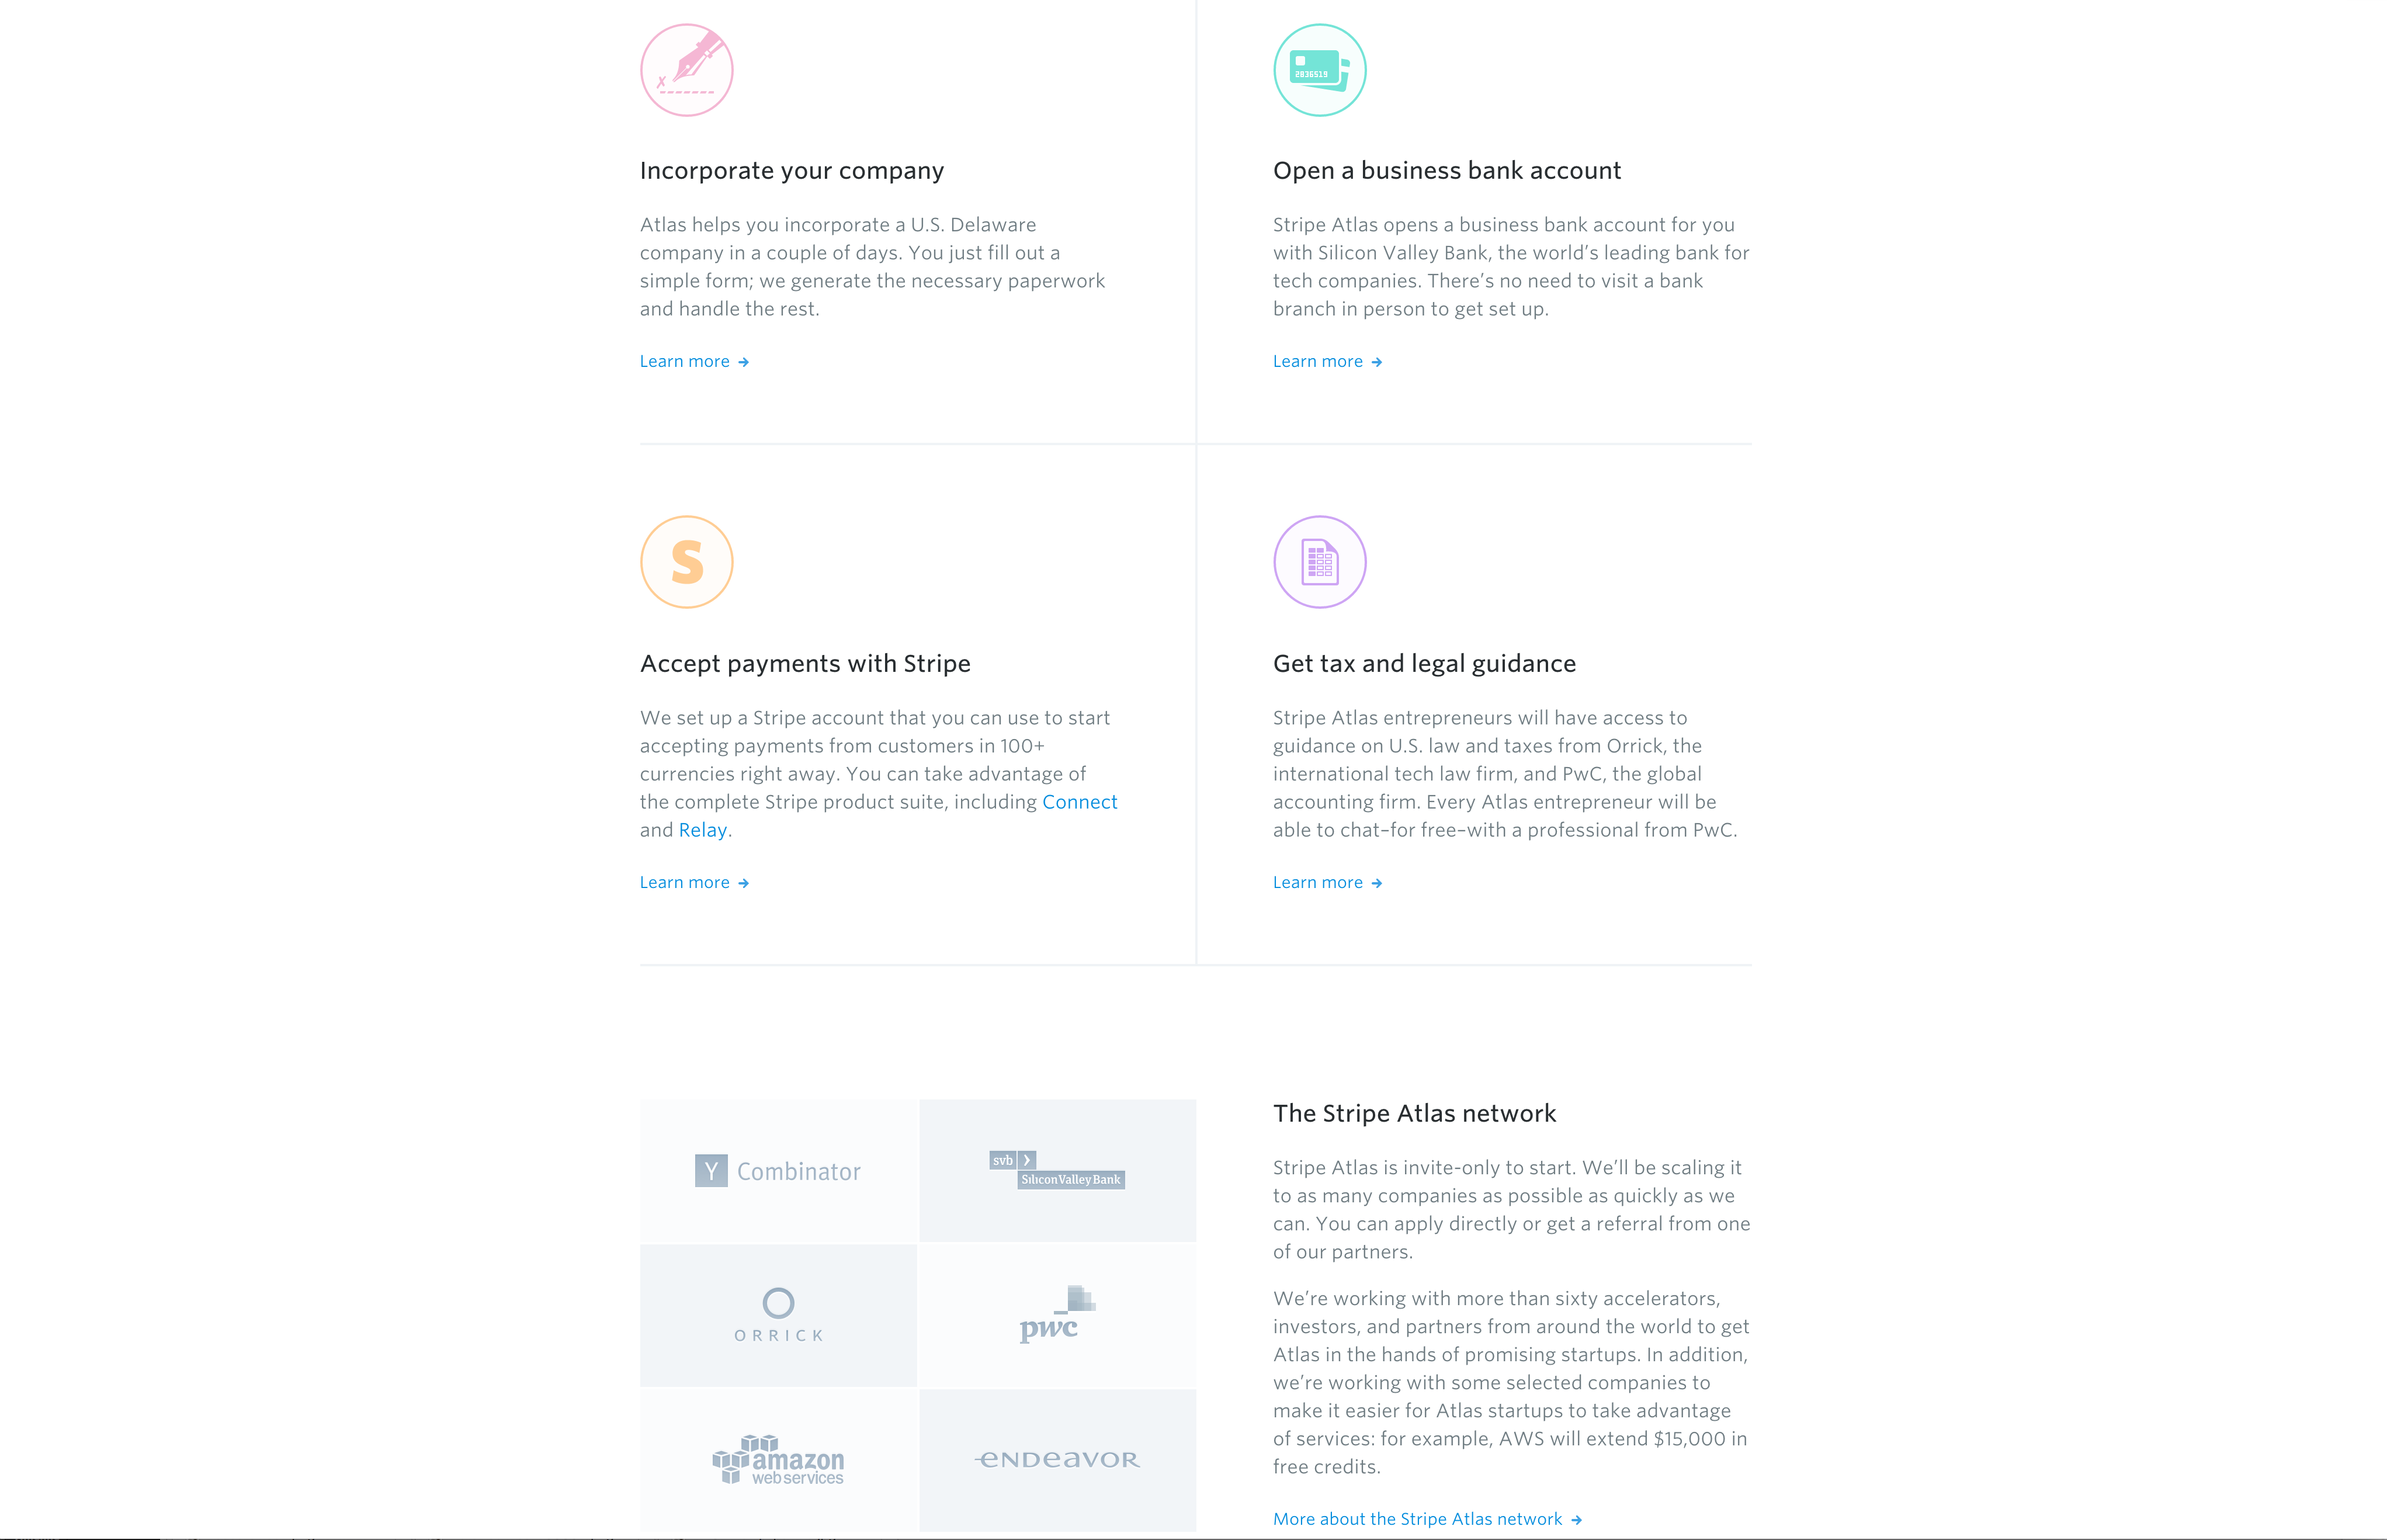 x
2836519
Incorporate your company
Atlas helps you incorporate a U.S. Delaware
company in a couple of days. You just fill out a
simple form; we generate the necessary paperwork
and handle the rest.
Learn more →
Open a business bank account
Stripe Atlas opens a business bank account for you
with Silicon Valley Bank, the world’s leading bank for
tech companies. There’s no need to visit a bank
branch in person to get set up.
Learn more →
S
Accept payments with Stripe
We set up a Stripe account that you can use to start
accepting payments from customers in 100+
currencies right away. You can take advantage of
the complete Stripe product suite, including Connect
and Relay.
Learn more →
Get tax and legal guidance
Stripe Atlas entrepreneurs will have access to
guidance on U.S. law and taxes from Orrick, the
international tech law firm, and PwC, the global
accounting firm. Every Atlas entrepreneur will be
able to chat–for free–with a professional from PwC.
Learn more →
Y Combinator
svb
Silicon Valley Bank
ORRICK
pwc
amazon
web services
ENDEAVOR
The Stripe Atlas network
Stripe Atlas is invite-only to start. We’ll be scaling it
to as many companies as possible as quickly as we
can. You can apply directly or get a referral from one
of our partners.
We’re working with more than sixty accelerators,
investors, and partners from around the world to get
Atlas in the hands of promising startups. In addition,
we’re working with some selected companies to
make it easier for Atlas startups to take advantage
of services: for example, AWS will extend $15,000 in
free credits.
More about the Stripe Atlas network →